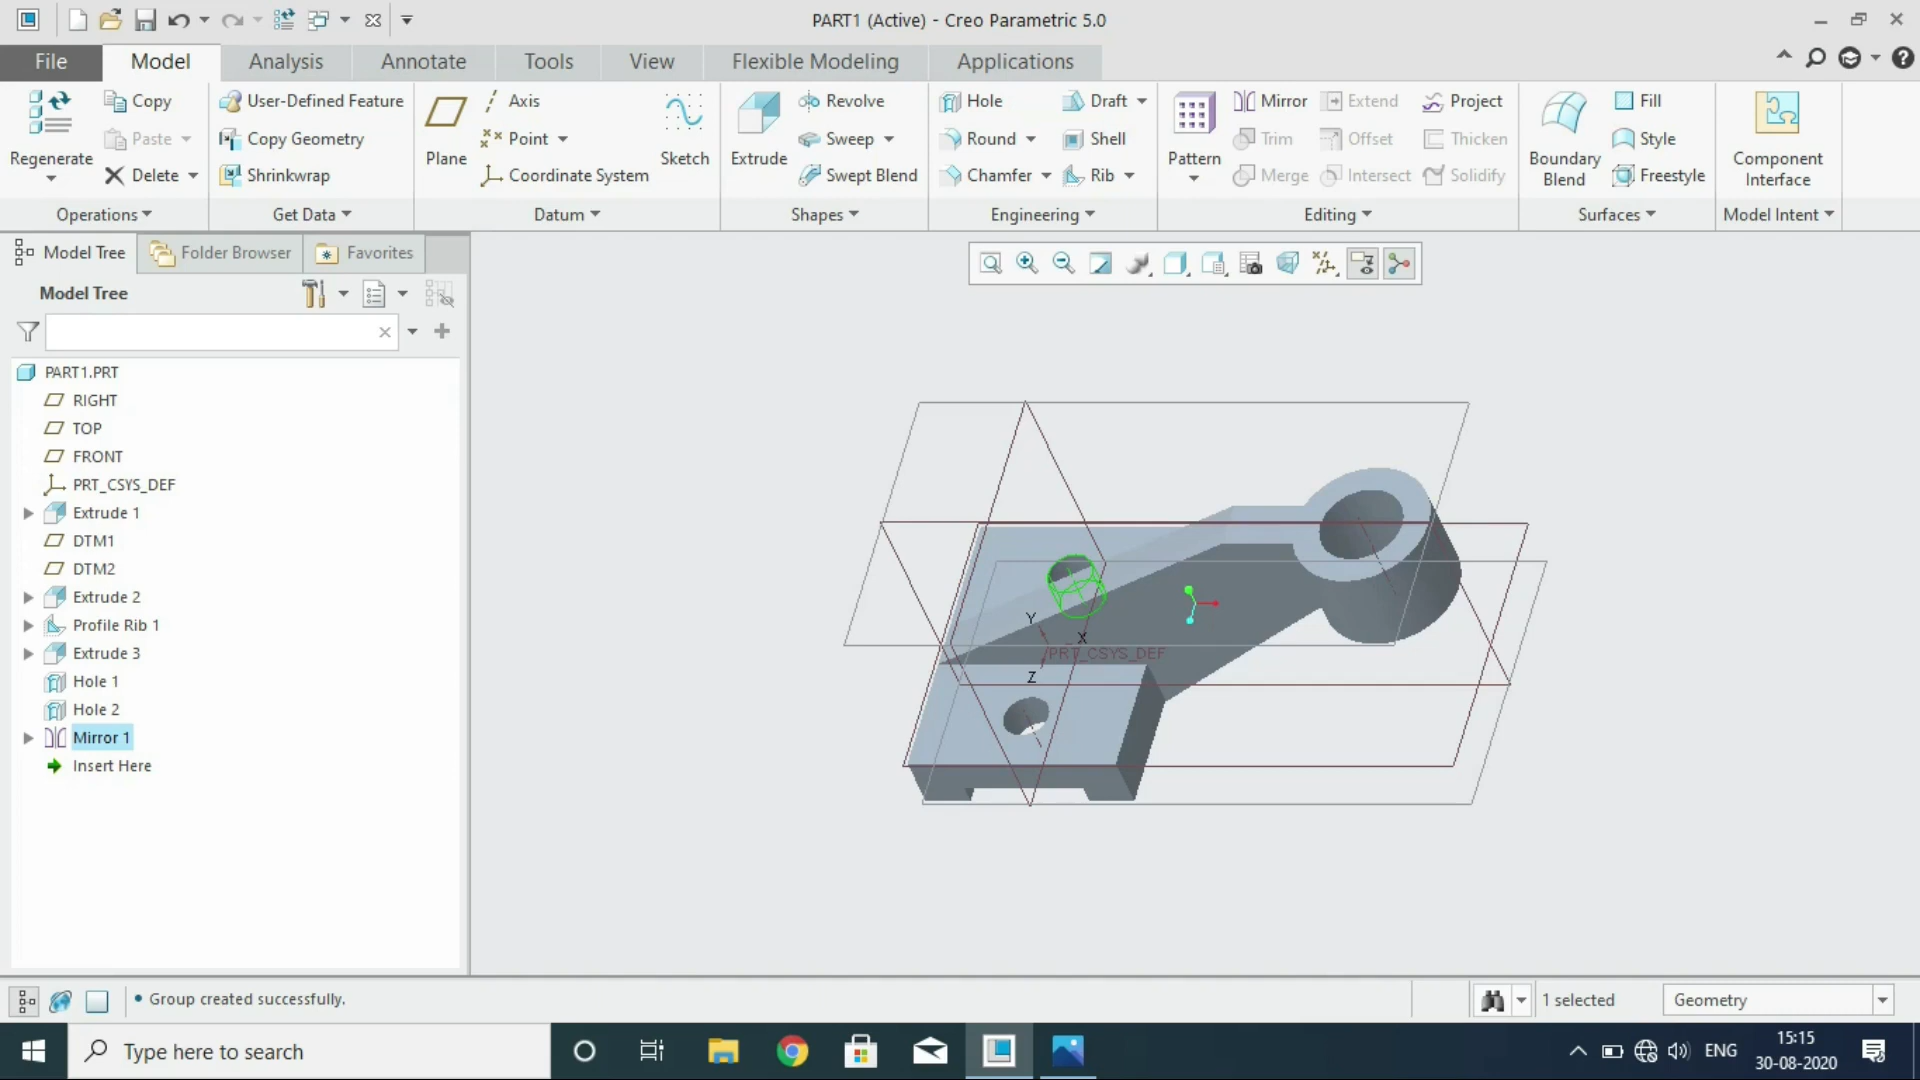 PART1 (Active) - Creo Parametric 5.0
File Model Analysis Annotate Tools View Flexible Modeling Applications
Regenerate
Copy
Paste
Delete
Operations
User-Defined Feature
Copy Geometry
Shrinkwrap
Get Data
Plane
Axis
Point
Coordinate System
Sketch
Datum
Extrude
Revolve
Sweep
Swept Blend
Shapes
Hole
Round
Chamfer
Draft
Shell
Rib
Engineering
Pattern
Mirror
Trim
Merge
Extend
Offset
Intersect
Project
Thicken
Solidify
Editing
Boundary
Blend
Fill
Style
Freestyle
Surfaces
Component
Interface
Model Intent
Model Tree Folder Browser Favorites
Model Tree
PART1.PRT
RIGHT
TOP
FRONT
PRT_CSYS_DEF
Extrude 1
DTM1
DTM2
Extrude 2
Profile Rib 1
Extrude 3
Hole 1
Hole 2
Mirror 1
Insert Here
Y
X
PRT_CSYS_DEF
Z
Group created successfully.
1 selected
Geometry
Type here to search
ENG
15:15
30-08-2020